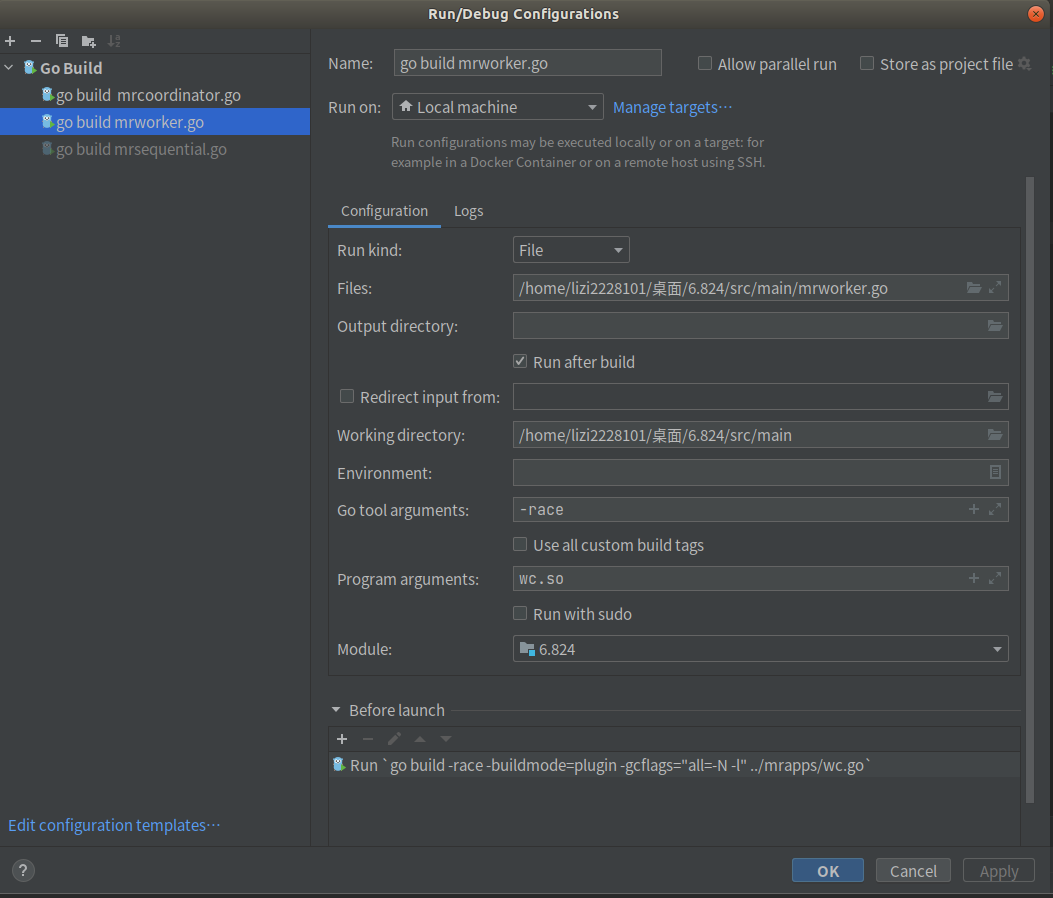 Run/Debug Configurations
Go Build
go build mrcoordinator.go
go build mrworker.go
go build mrsequential.go
Edit configuration templates...
Name: go build mrworker.go Allow parallel run Store as project file
Run on: Local machine Manage targets...
Run configurations may be executed locally or on a target: for
example in a Docker Container or on a remote host using SSH.
Configuration Logs
Run kind: File
Files: /home/lizi2228101/桌面/6.824/src/main/mrworker.go
Output directory:
Run after build
Redirect input from:
Working directory: /home/lizi2228101/桌面/6.824/src/main
Environment:
Go tool arguments: -race
Use all custom build tags
Program arguments: wc.so
Run with sudo
Module: 6.824
Before launch
Run `go build -race -buildmode=plugin -gcflags="all=-N -l" ../mrapps/wc.go`
? OK Cancel Apply